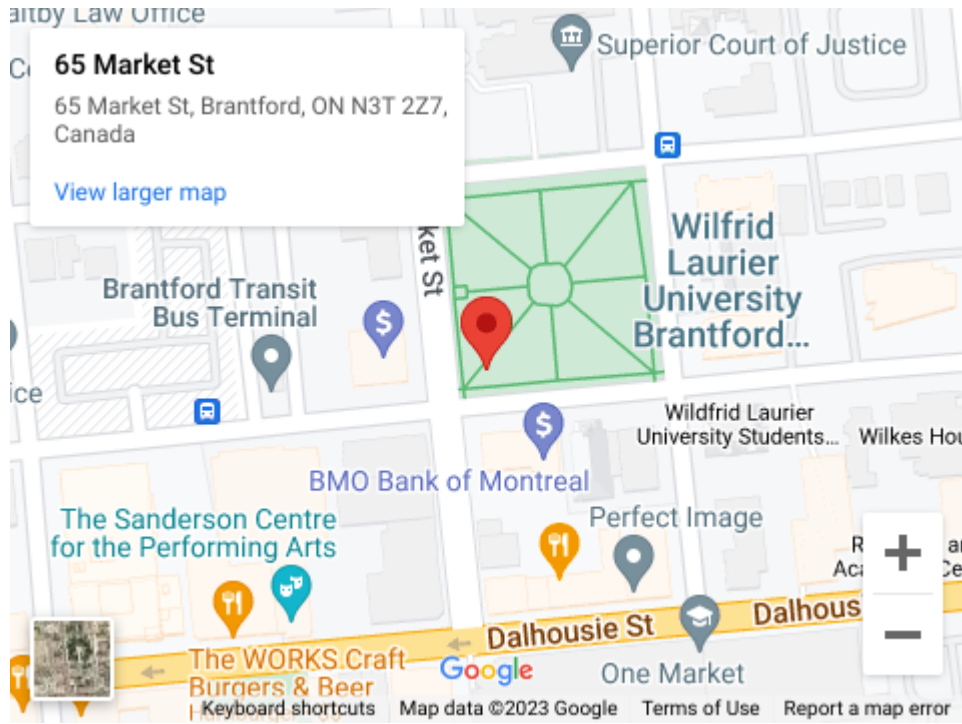 altby Law Office
65 Market St
65 Market St, Brantford, ON N3T 2Z7,
Canada
View larger map
Superior Court of Justice
ket St
Wilfrid
Laurier
University
Brantford...
Brantford Transit
Bus Terminal
$
ice
$
Wildfrid Laurier
University Students...
Wilkes Hou
BMO Bank of Montreal
The Sanderson Centre
for the Performing Arts
Perfect Image
+
−
Dalhousie St
Dalhous
The WORKS Craft
Burgers & Beer
Google
One Market
Keyboard shortcuts
Map data ©2023 Google
Terms of Use
Report a map error